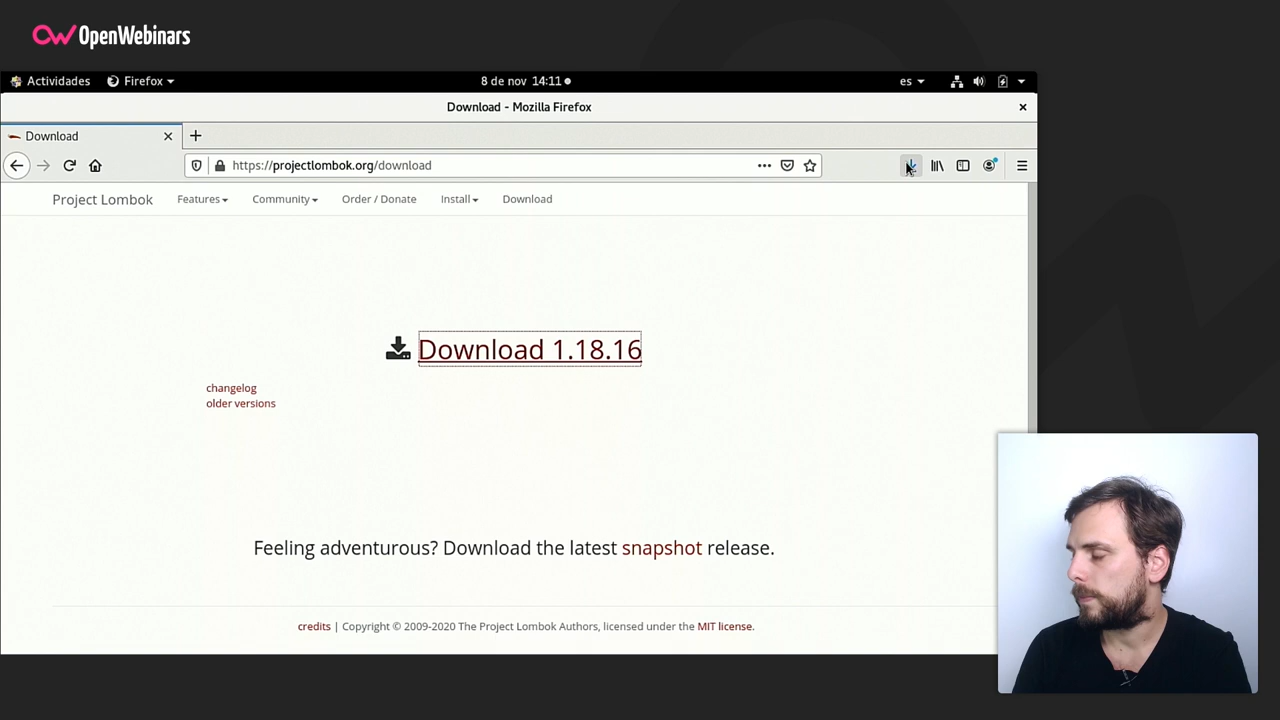 OpenWebinars
Actividades Firefox 8 de nov 14:11 es
Download - Mozilla Firefox
Download
https://projectlombok.org/download
Project Lombok Features Community Order / Donate Install Download
Download 1.18.16
changelog
older versions
Feeling adventurous? Download the latest snapshot release.
credits | Copyright © 2009-2020 The Project Lombok Authors, licensed under the MIT license.